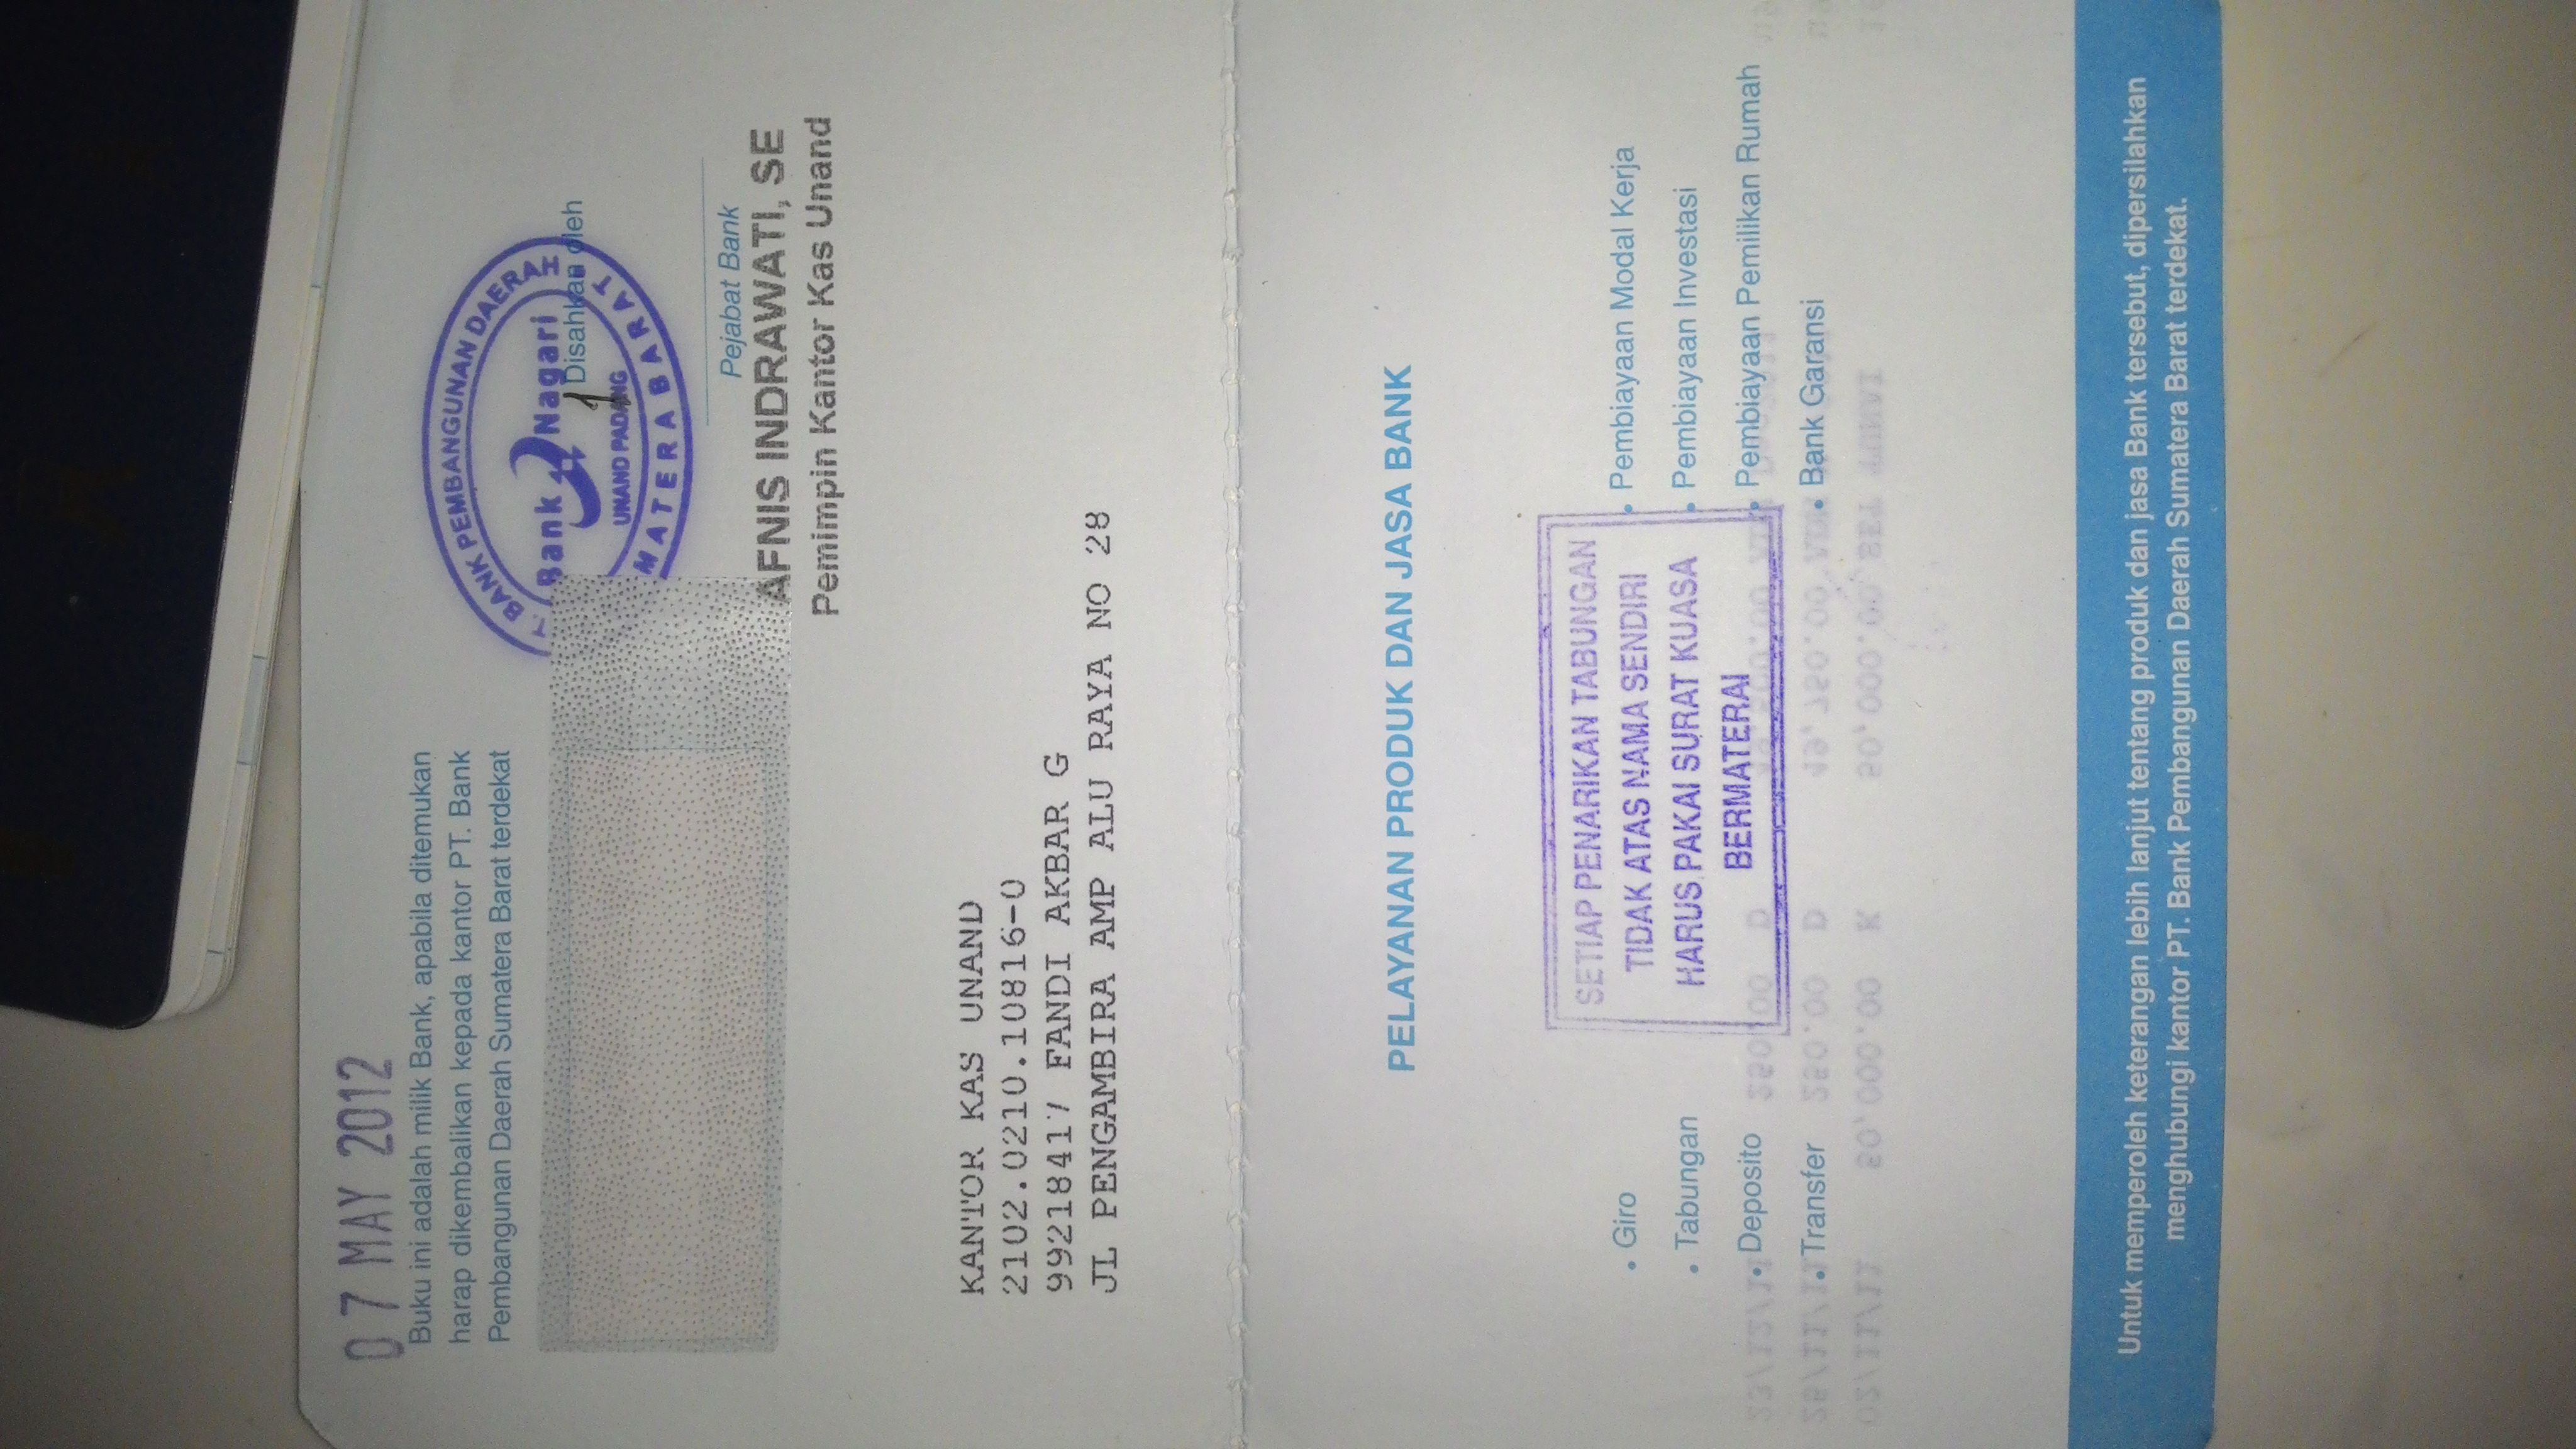 07 MAY 2012
Buku ini adalah milik Bank, apabila ditemukan
harap dikembalikan kepada kantor PT. Bank
Pembangunan Daerah Sumatera Barat terdekat
BANK PEMBANGUNAN DAERAH
Bank Nagari
UNAND PADANG
MATERA BARAT
Disahkan oleh
Pejabat Bank
AFNIS INDRAWATI, SE
Pemimpin Kantor Kas Unand
KANTOR KAS UNAND
2102.0210.10816-0
99218417 FANDI AKBAR G
JL PENGAMBIRA AMP ALU RAYA NO 28
PELAYANAN PRODUK DAN JASA BANK
SETIAP PENARIKAN TABUNGAN
TIDAK ATAS NAMA SENDIRI
HARUS PAKAI SURAT KUASA
BERMATERAI
• Giro
• Tabungan
• Deposito
• Transfer
• Pembiayaan Modal Kerja
• Pembiayaan Investasi
• Pembiayaan Pemilikan Rumah
• Bank Garansi
Untuk memperoleh keterangan lebih lanjut tentang produk dan jasa Bank tersebut, dipersilahkan
menghubungi kantor PT. Bank Pembangunan Daerah Sumatera Barat terdekat.